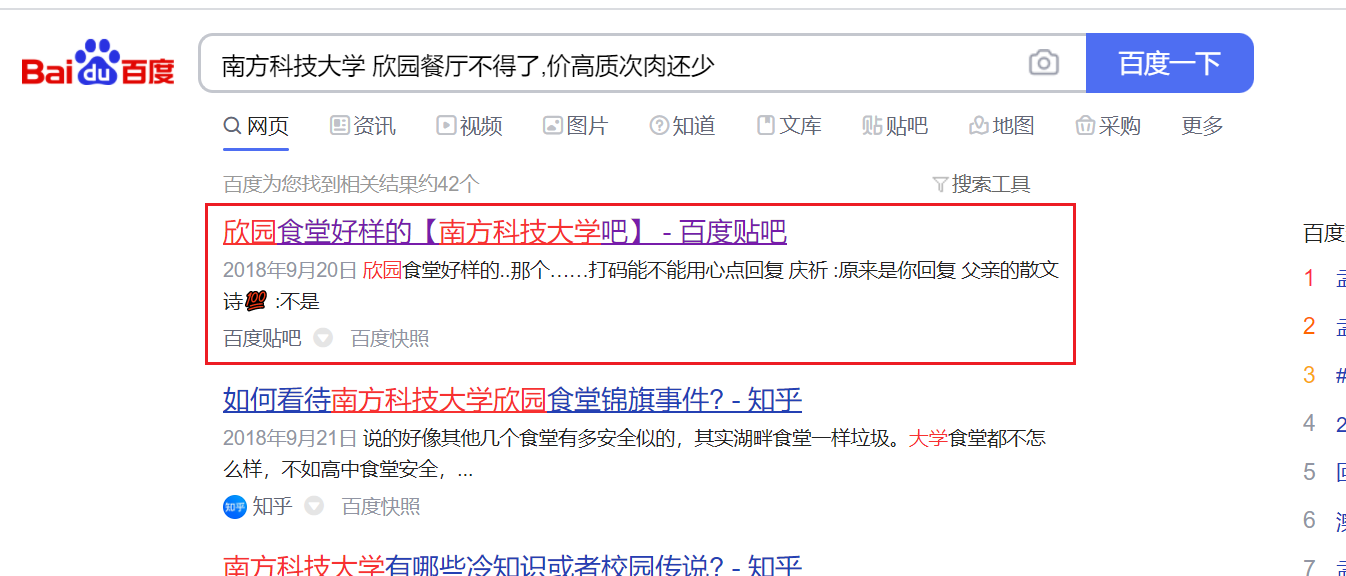 Bai du 百度
南方科技大学 欣园餐厅不得了,价高质次肉还少
百度一下
网页 资讯 视频 图片 知道 文库 贴吧 地图 采购 更多
百度为您找到相关结果约42个 搜索工具
欣园食堂好样的【南方科技大学吧】 - 百度贴吧
2018年9月20日 欣园食堂好样的..那个……打码能不能用心点回复 庆祈 :原来是你回复 父亲的散文
诗💯 :不是
百度贴吧 百度快照
如何看待南方科技大学欣园食堂锦旗事件? - 知乎
2018年9月21日 说的好像其他几个食堂有多安全似的，其实湖畔食堂一样垃圾。大学食堂都不怎
么样，不如高中食堂安全，...
知乎 知乎 百度快照
南方科技大学有哪些冷知识或者校园传说? - 知乎
百度
1
2
3 #
4 2
5
6
7